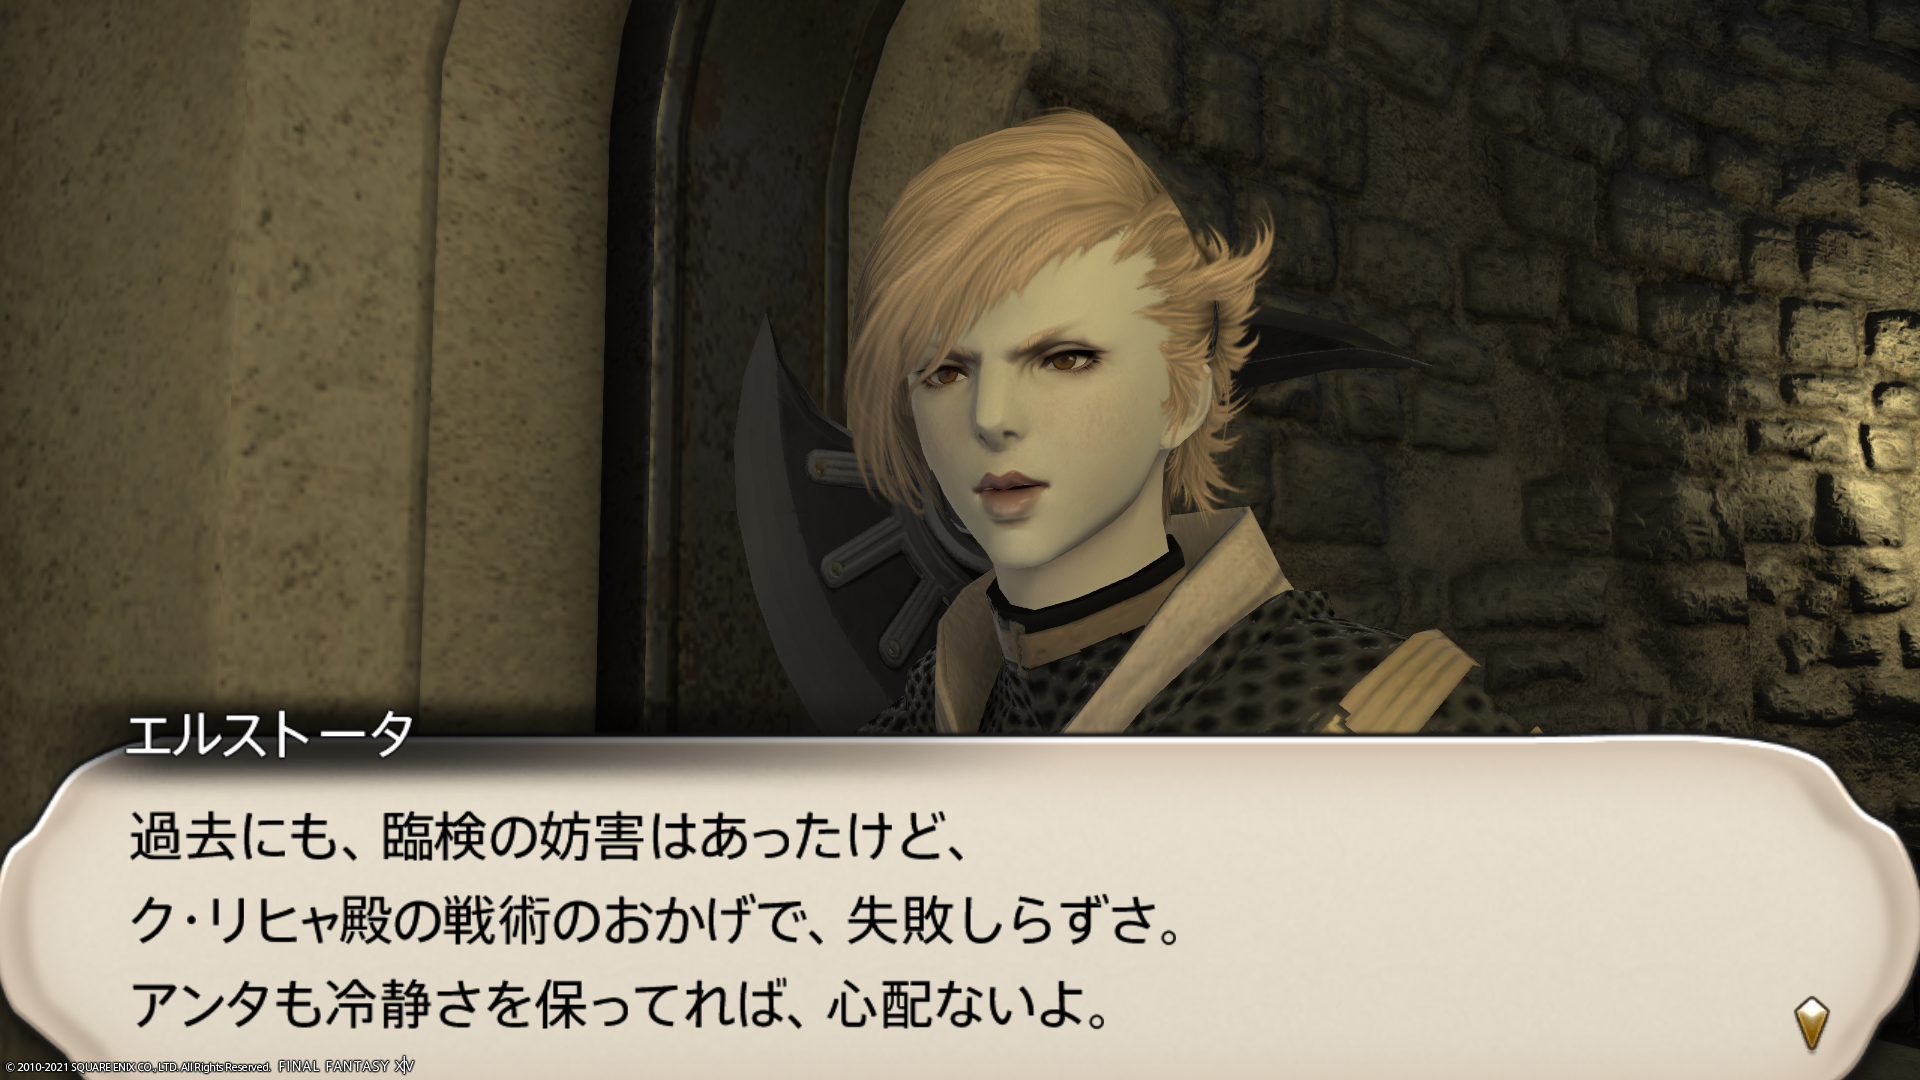 エルストータ
過去にも、臨検の妨害はあったけど、
ク・リヒャ殿の戦術のおかげで、失敗しらずさ。
アンタも冷静さを保ってれば、心配ないよ。
© 2010-2021 SQUARE ENIX CO., LTD. All Rights Reserved. FINAL FANTASY XIV